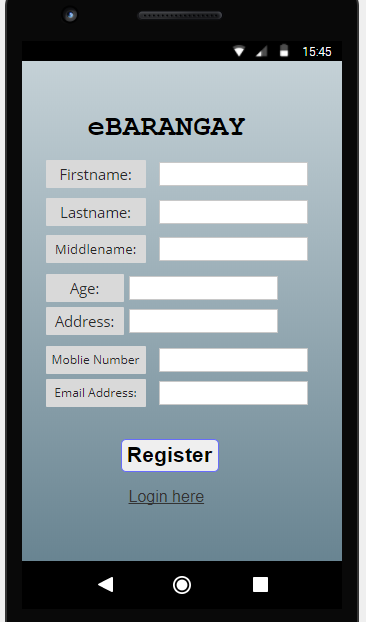 15:45
eBARANGAY
Firstname:
Lastname:
Middlename:
Age:
Address:
Moblie Number
Email Address:
Register
Login here